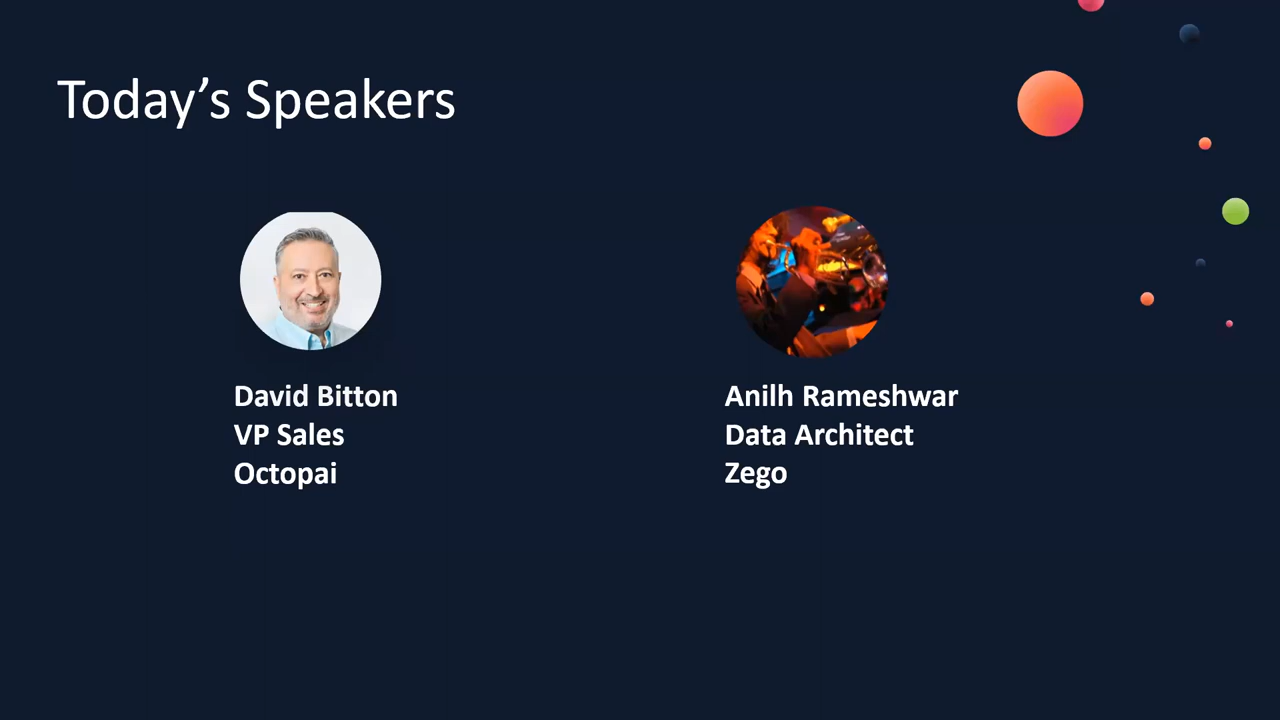 Today’s Speakers
David Bitton
VP Sales
Octopai
Anilh Rameshwar
Data Architect
Zego